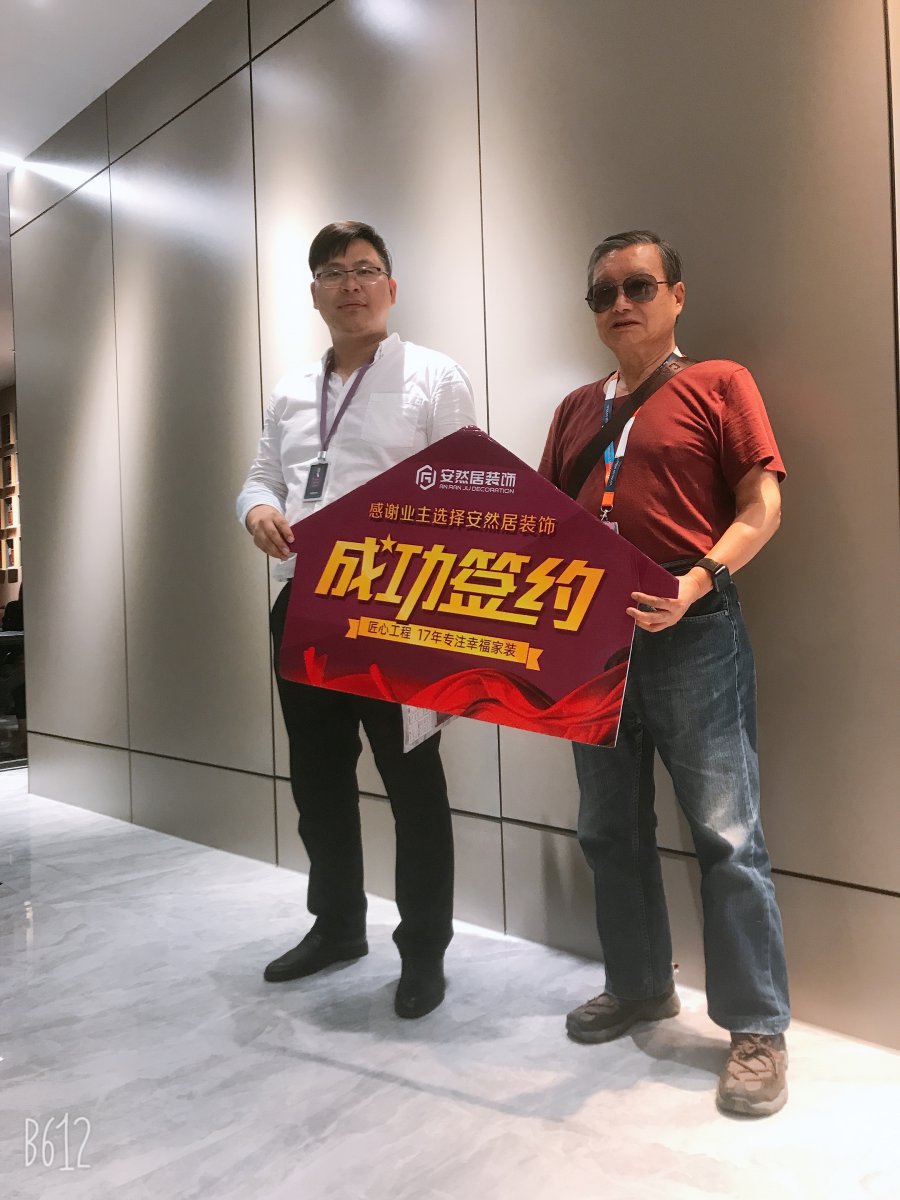 安然居装饰
AN RAN JU DECORATION
感谢业主选择安然居装饰
成功签约
匠心工程 17年专注幸福家装
B612